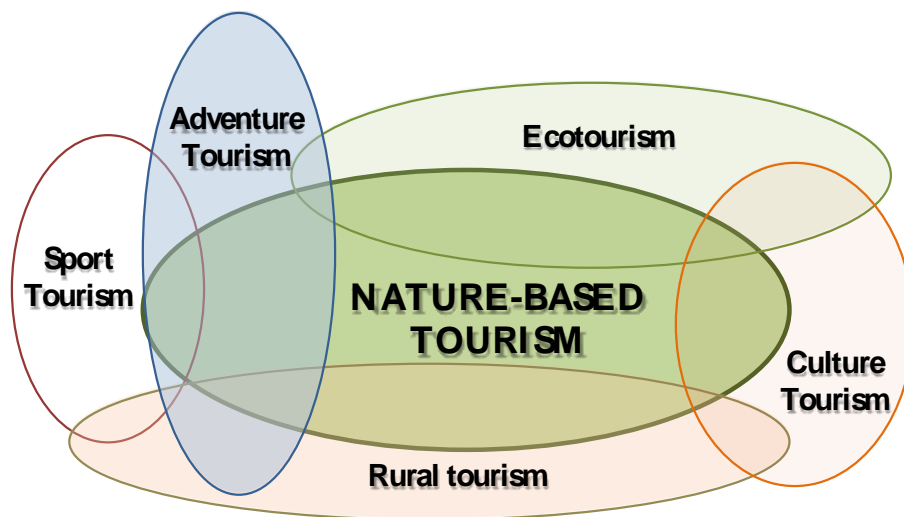 Adventure
Tourism
Ecotourism
Sport
Tourism
NATURE-BASED
TOURISM
Culture
Tourism
Rural tourism